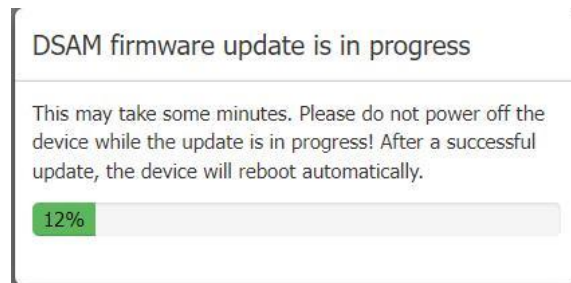 DSAM firmware update is in progress
This may take some minutes. Please do not power off the
device while the update is in progress! After a successful
update, the device will reboot automatically.
12%